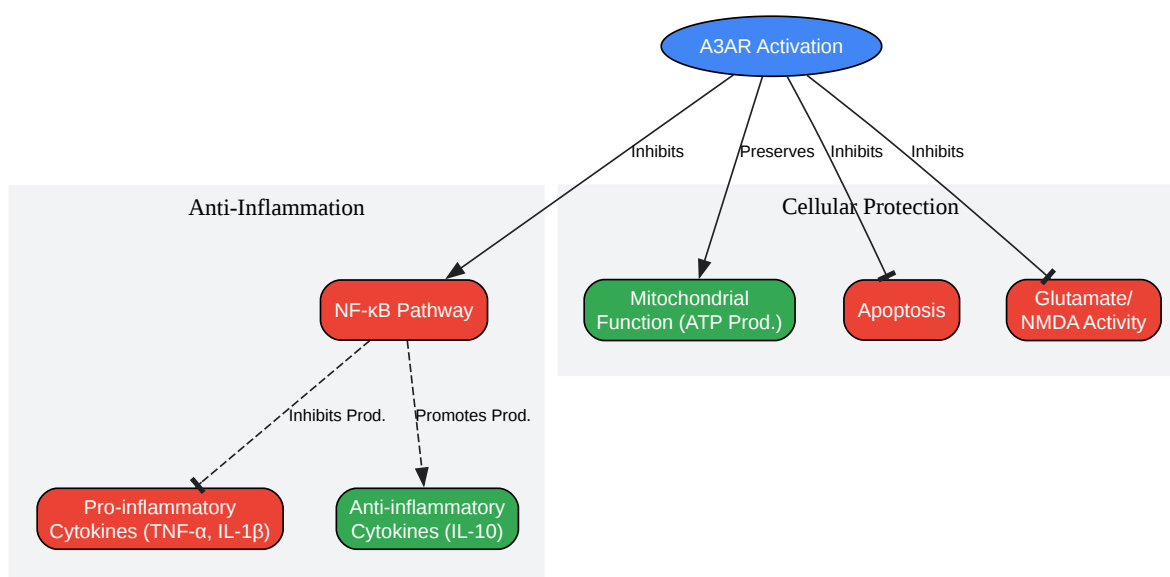 A3AR Activation
Inhibits
Preserves
Inhibits
Inhibits
Anti-Inflammation
Cellular Protection
NF-κB Pathway
Mitochondrial
Function (ATP Prod.)
Apoptosis
Glutamate/
NMDA Activity
Inhibits Prod.
Promotes Prod.
Pro-inflammatory
Cytokines (TNF-α, IL-1β)
Anti-inflammatory
Cytokines (IL-10)